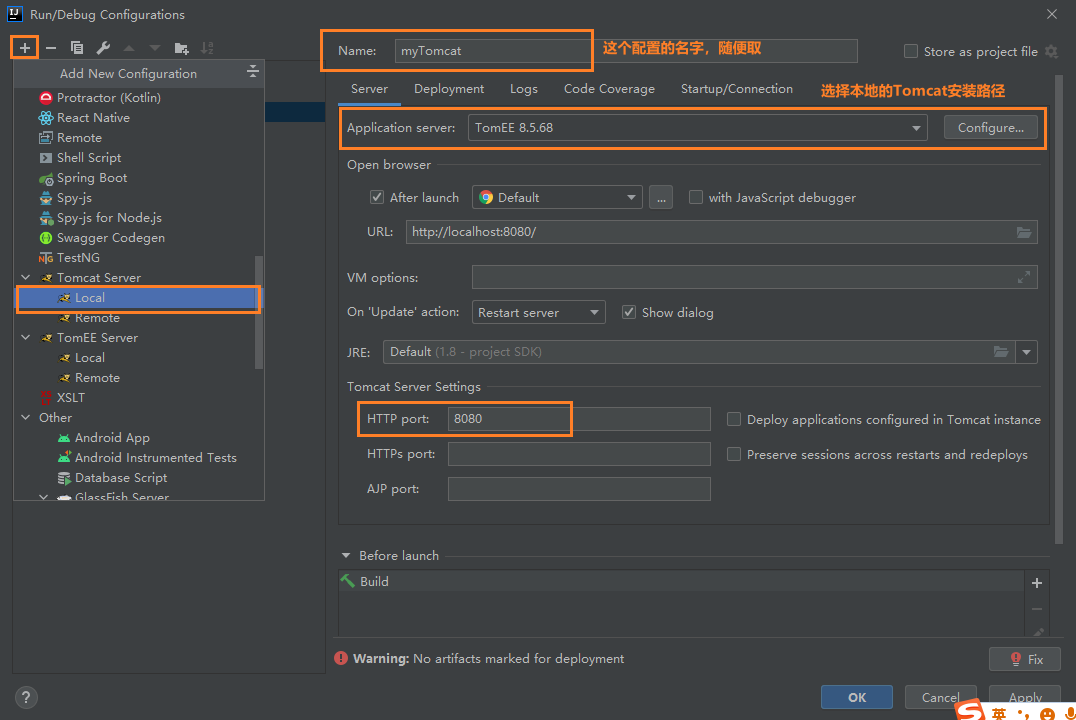 Run/Debug Configurations
Name: myTomcat
这个配置的名字，随便取
Store as project file
Add New Configuration
Protractor (Kotlin)
React Native
Remote
Shell Script
Spring Boot
Spy-js
Spy-js for Node.js
Swagger Codegen
TestNG
Tomcat Server
Local
Remote
TomEE Server
Local
Remote
XSLT
Other
Android App
Android Instrumented Tests
Database Script
GlassFish Server
Server Deployment Logs Code Coverage Startup/Connection
选择本地的Tomcat安装路径
Application server: TomEE 8.5.68 Configure...
Open browser
After launch Default ... with JavaScript debugger
URL: http://localhost:8080/
VM options:
On 'Update' action: Restart server Show dialog
JRE: Default (1.8 - project SDK)
Tomcat Server Settings
HTTP port: 8080 Deploy applications configured in Tomcat instance
HTTPs port: Preserve sessions across restarts and redeploys
AJP port:
Before launch
Build
Warning: No artifacts marked for deployment
Fix
? OK Cancel Apply
英